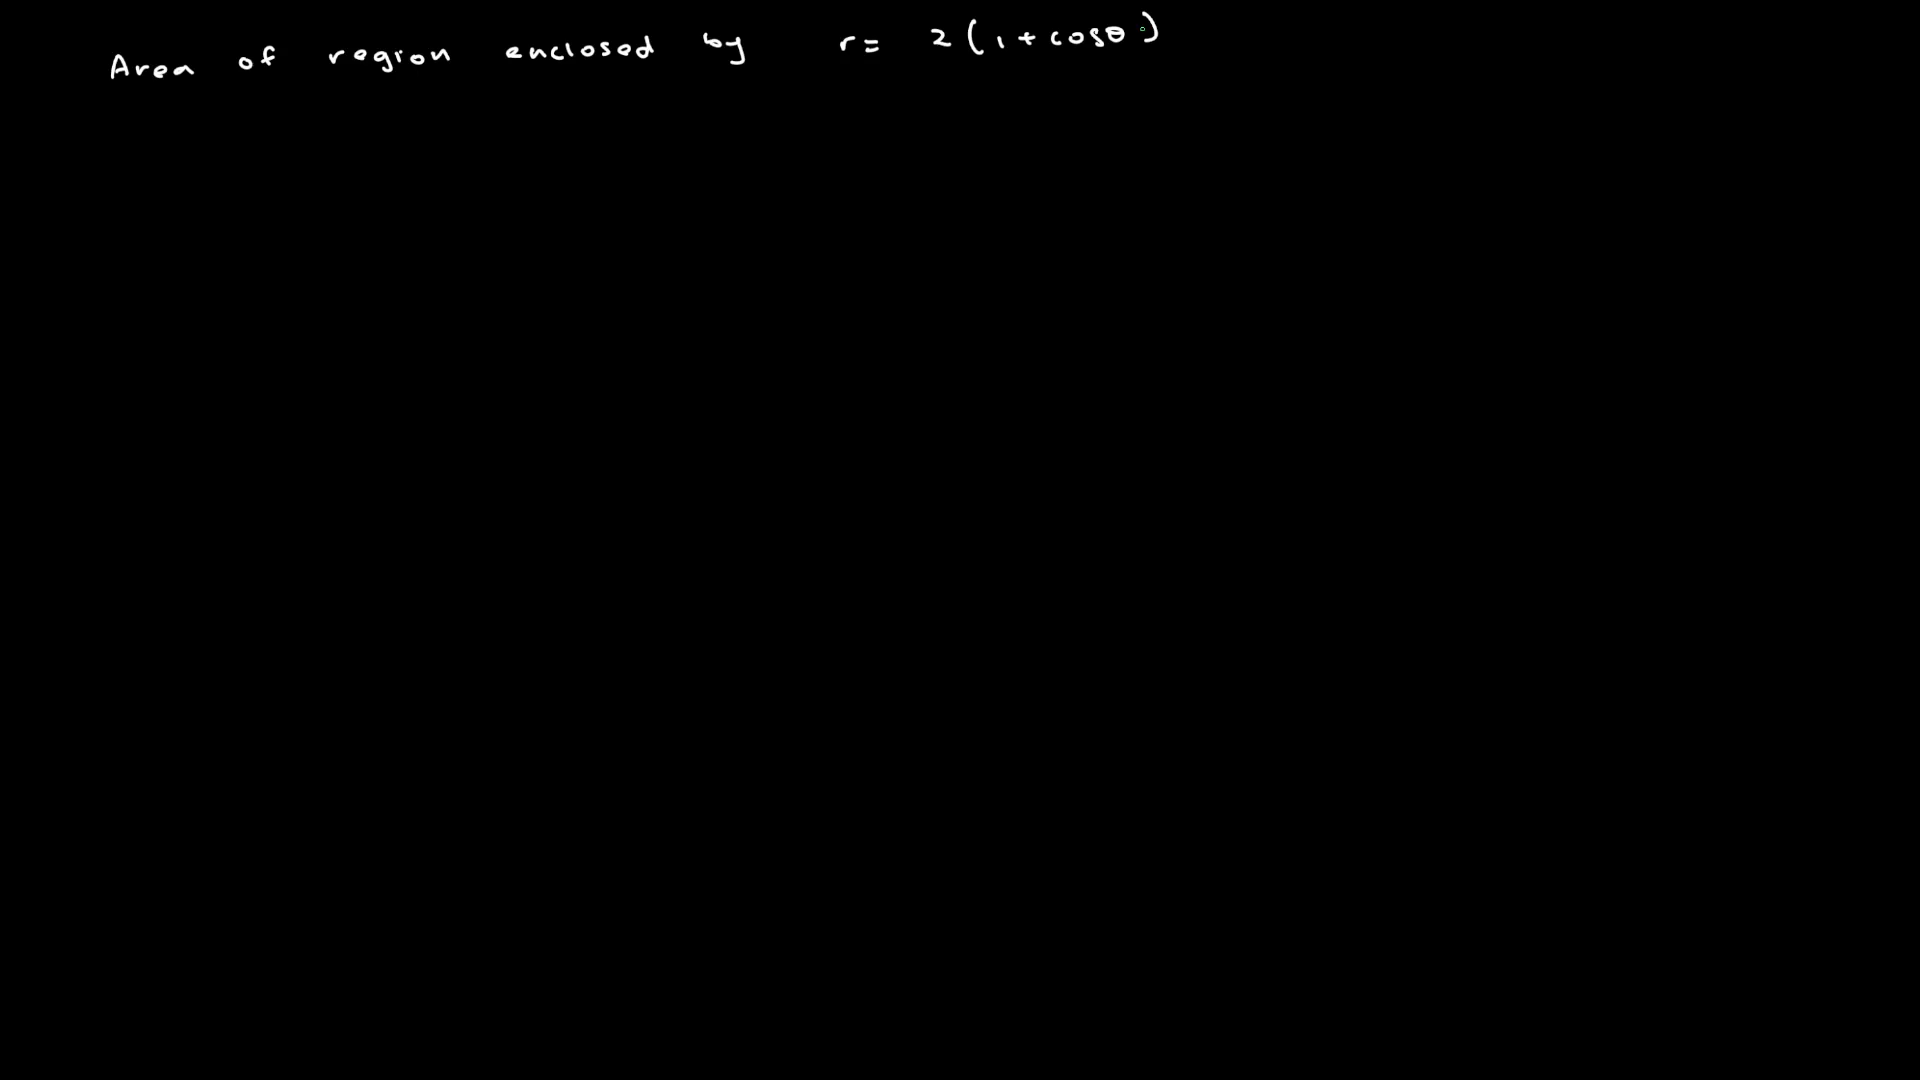 Area of region enclosed by r = 2(1+cosθ)